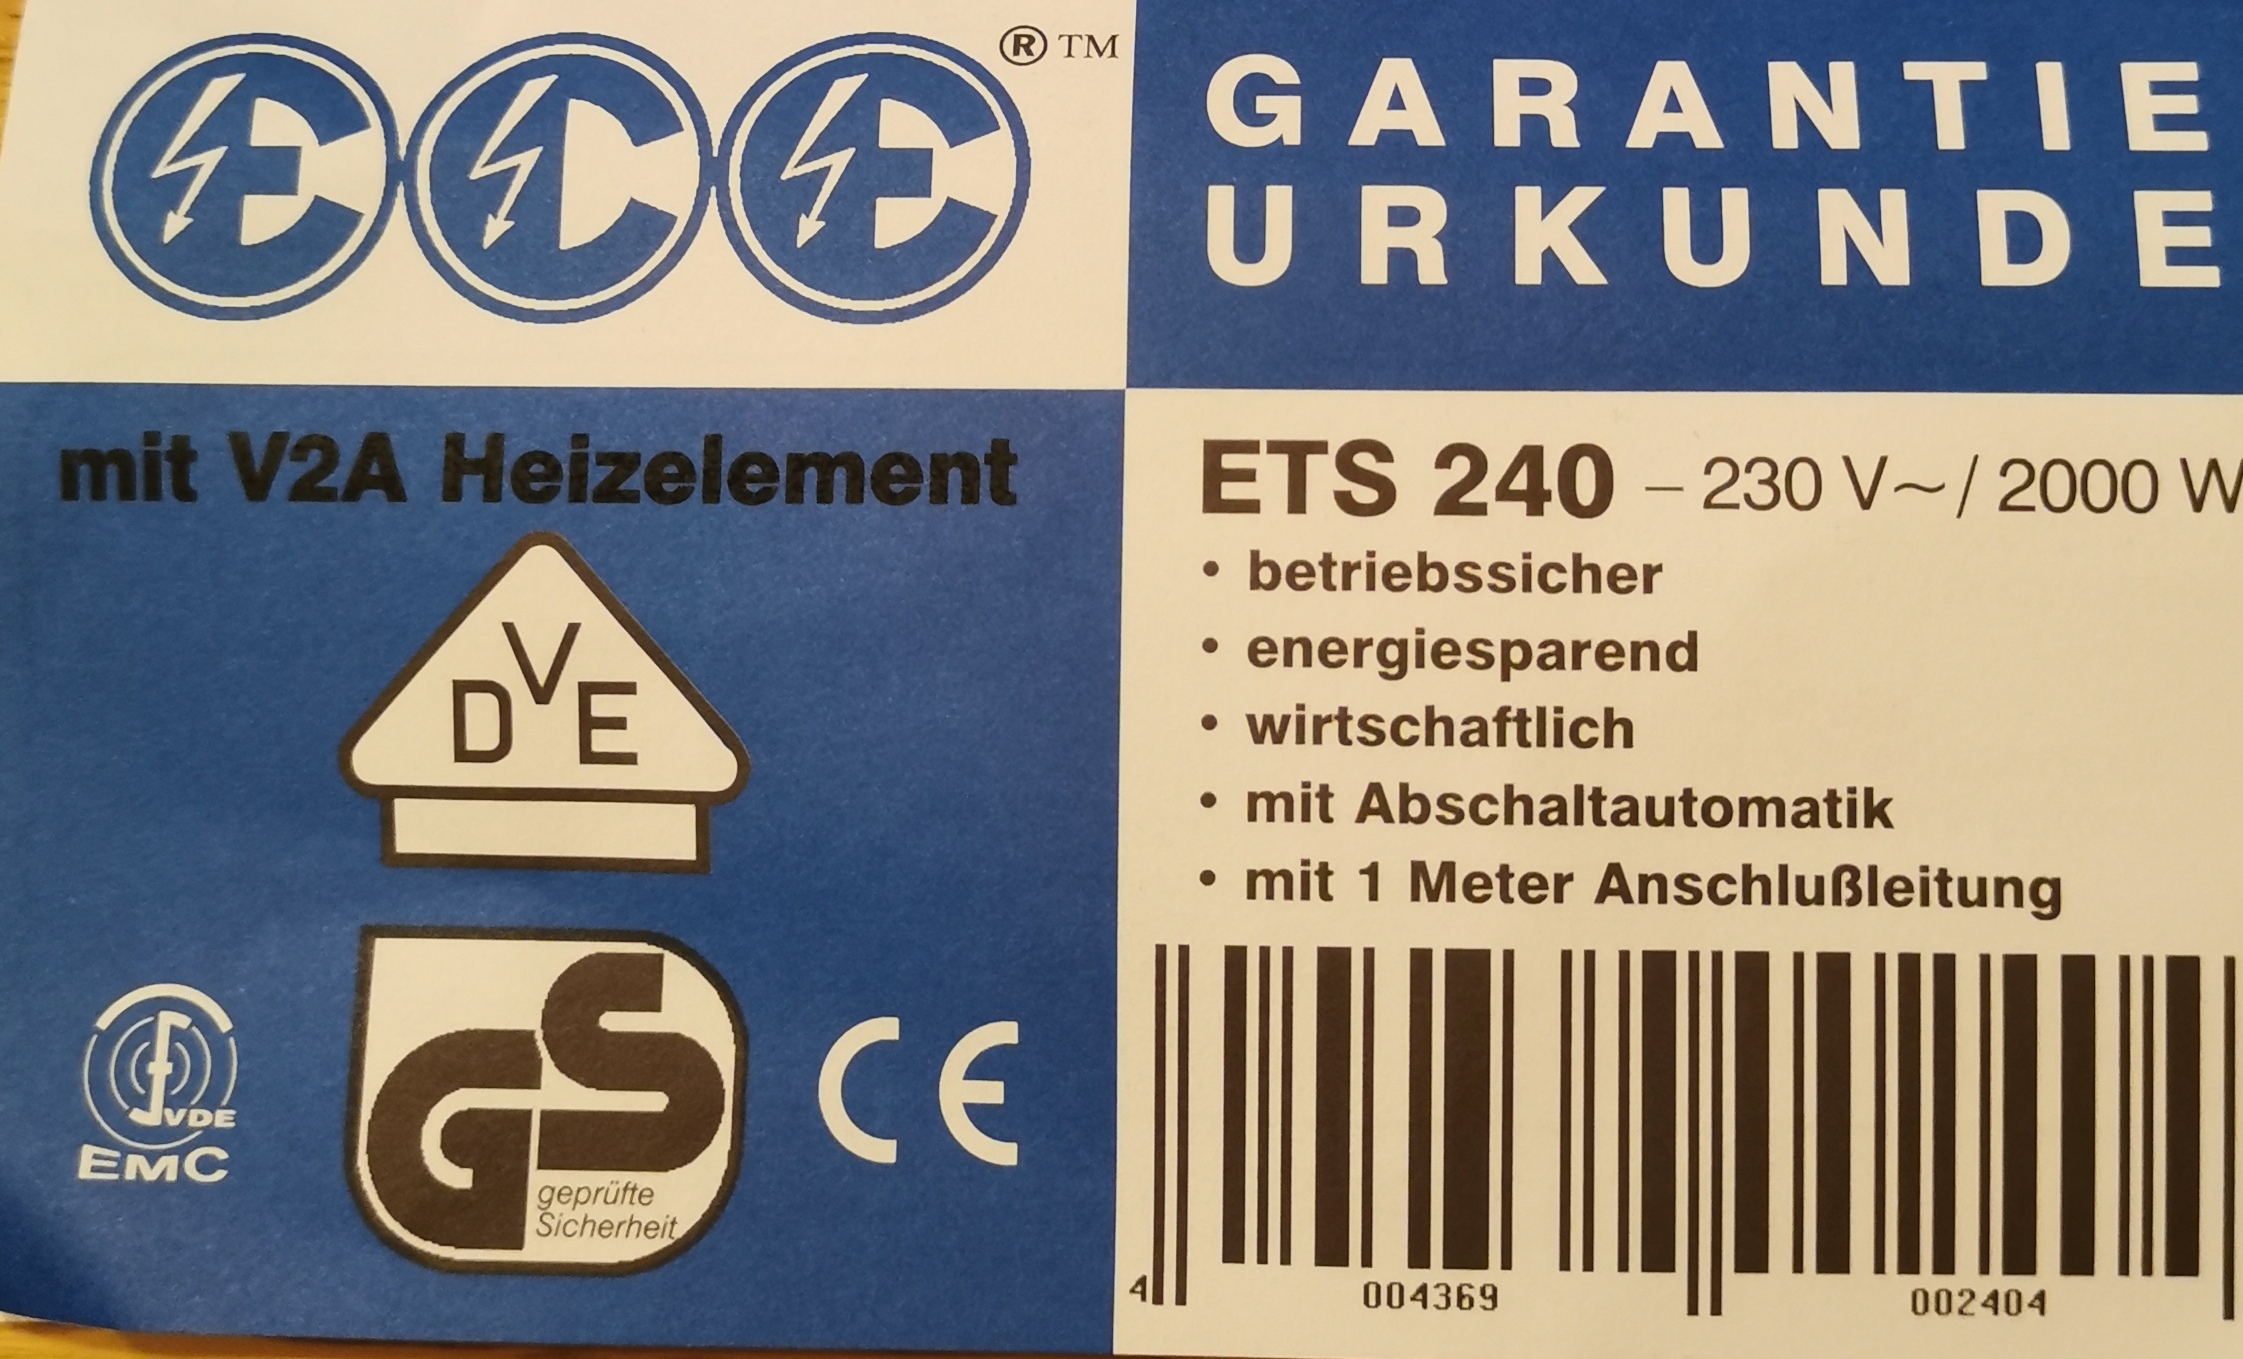 ® TM
GARANTIE
URKUNDE
mit V2A Heizelement
ETS 240 – 230 V~/ 2000 W
• betriebssicher
• energiesparend
• wirtschaftlich
• mit Abschaltautomatik
• mit 1 Meter Anschlußleitung
DVE
VDE
EMC
GS
geprüfte
Sicherheit
CE
4 004369 002404